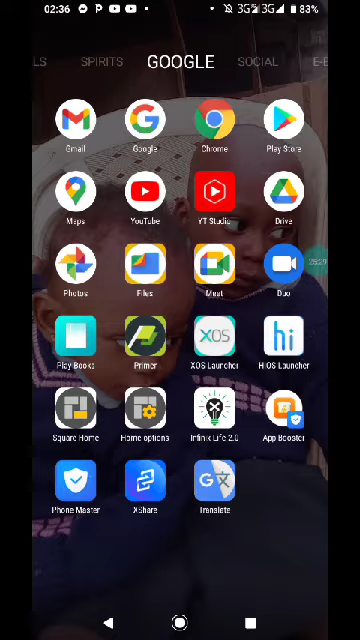 02:36
3G 3G 83%
LS SPIRITS GOOGLE SOCIAL E-B
Gmail Google Chrome Play Store
Maps YouTube YT Studio Drive
Photos Files Meet Duo
Play Books Primer XOS Launcher HiOS Launcher
Square Home Home options Infinix Life 2.0 App Booster
Phone Master XShare Translate